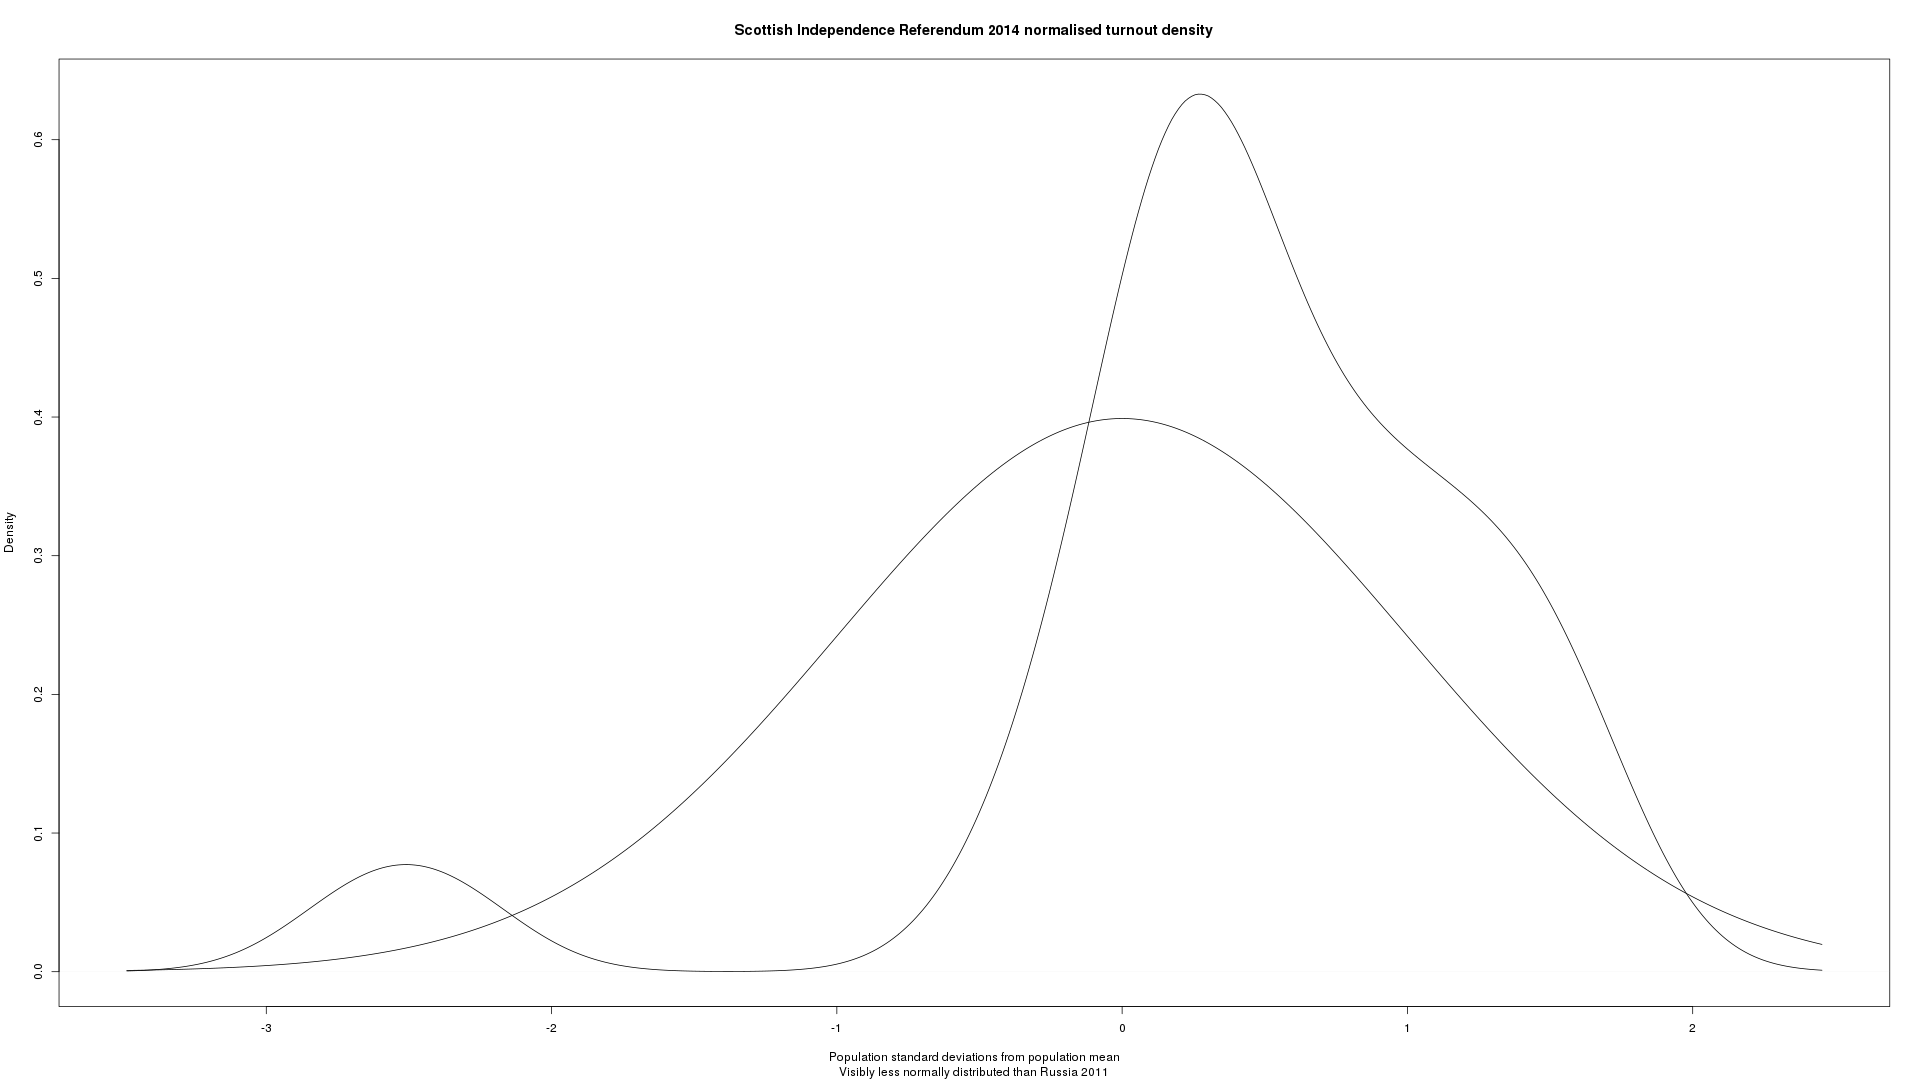 Scottish Independence Referendum 2014 normalised turnout density
Density
0.6
0.5
0.4
0.3
0.2
0.1
0.0
-3 -2 -1 0 1 2
Population standard deviations from population mean
Visibly less normally distributed than Russia 2011